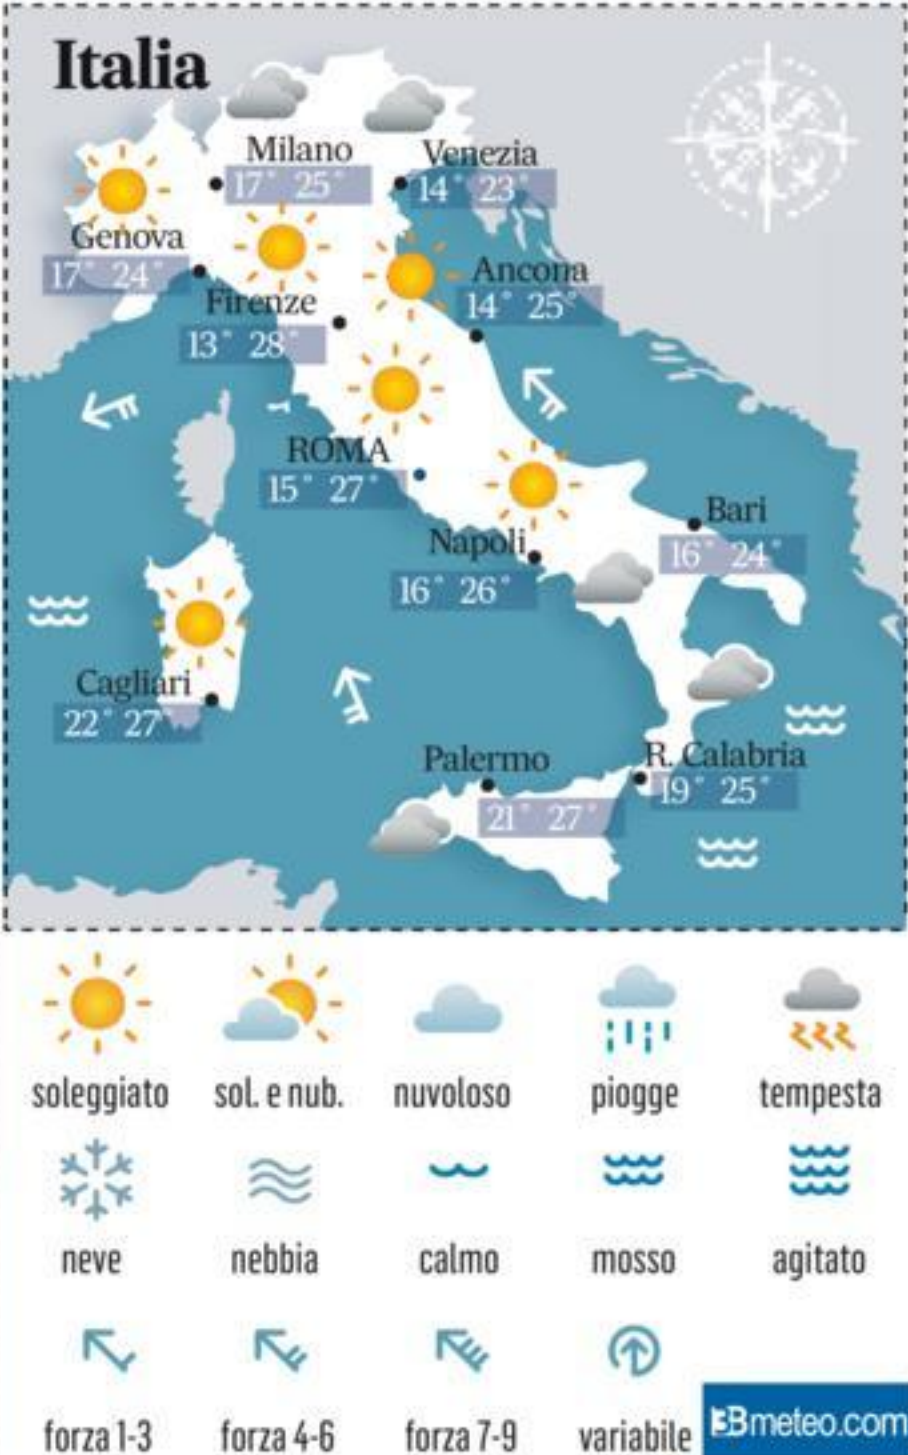 Italia
Milano
17° 25°
Venezia
14° 23°
Genova
17° 24°
Ancona
14° 25°
Firenze
13° 28°
ROMA
15° 27°
Bari
16° 24°
Napoli
16° 26°
Cagliari
22° 27°
Palermo
21° 27°
R. Calabria
19° 25°
soleggiato
sol. e nub.
nuvoloso
piogge
tempesta
neve
nebbia
calmo
mosso
agitato
forza 1-3
forza 4-6
forza 7-9
variabile
3Bmeteo.com